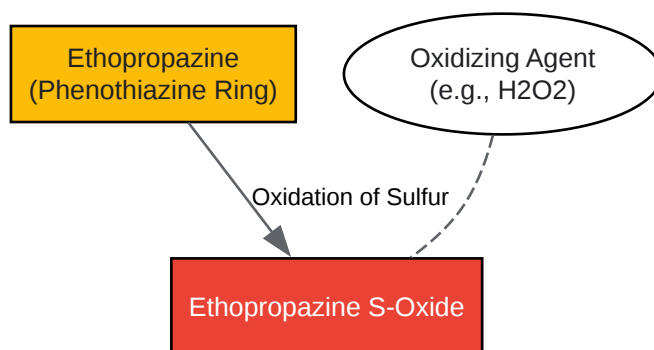 Ethopropazine
(Phenothiazine Ring)
Oxidizing Agent
(e.g., H2O2)
Oxidation of Sulfur
Ethopropazine S-Oxide